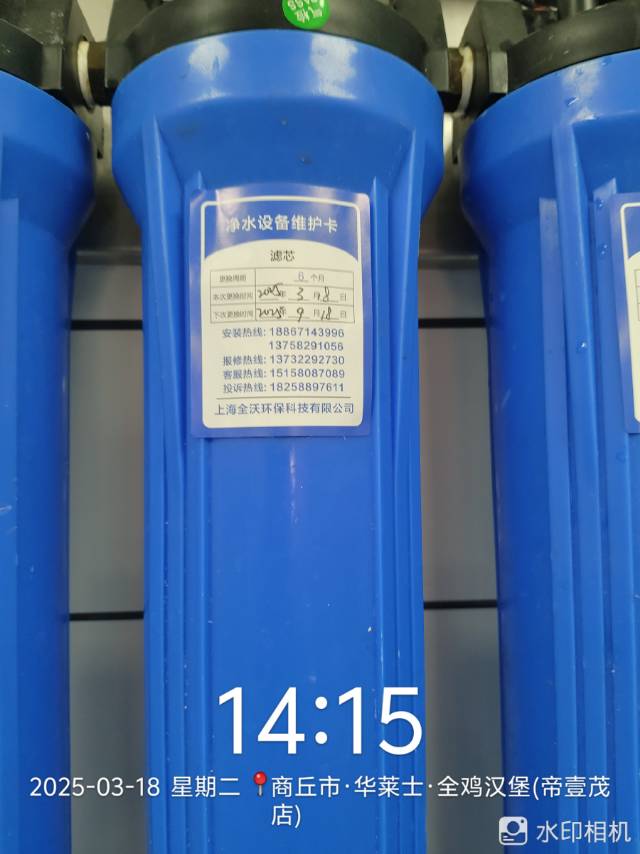 净水设备维护卡
滤芯
更换周期 6 个月
本次更换时间 2025年 3 月 18 日
下次更换时间 2025年 9 月 18 日
安装热线: 18867143996
13758291056
报修热线: 13732292730
客服热线: 15158087089
投诉热线: 18258897611
上海全沃环保科技有限公司
14:15
2025-03-18 星期二 商丘市·华莱士·全鸡汉堡(帝壹茂
店)
水印相机